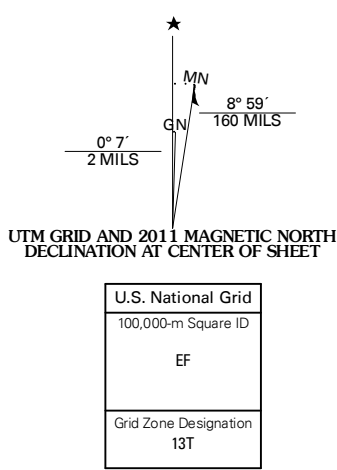 ★
MN
8° 59´
160 MILS
GN
0° 7´
2 MILS
UTM GRID AND 2011 MAGNETIC NORTH
DECLINATION AT CENTER OF SHEET
U.S. National Grid
100,000-m Square ID
EF
Grid Zone Designation
13T